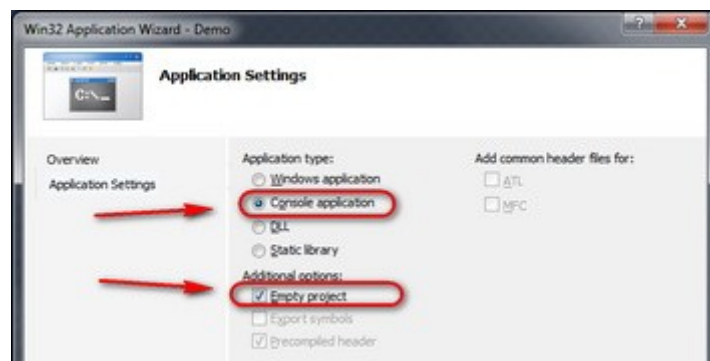 Win32 Application Wizard - Demo
C:\_
Application Settings
Overview
Application Settings
Application type:
Windows application
Console application
DLL
Static library
Additional options:
Empty project
Export symbols
Precompiled header
Add common header files for:
ATL
MFC